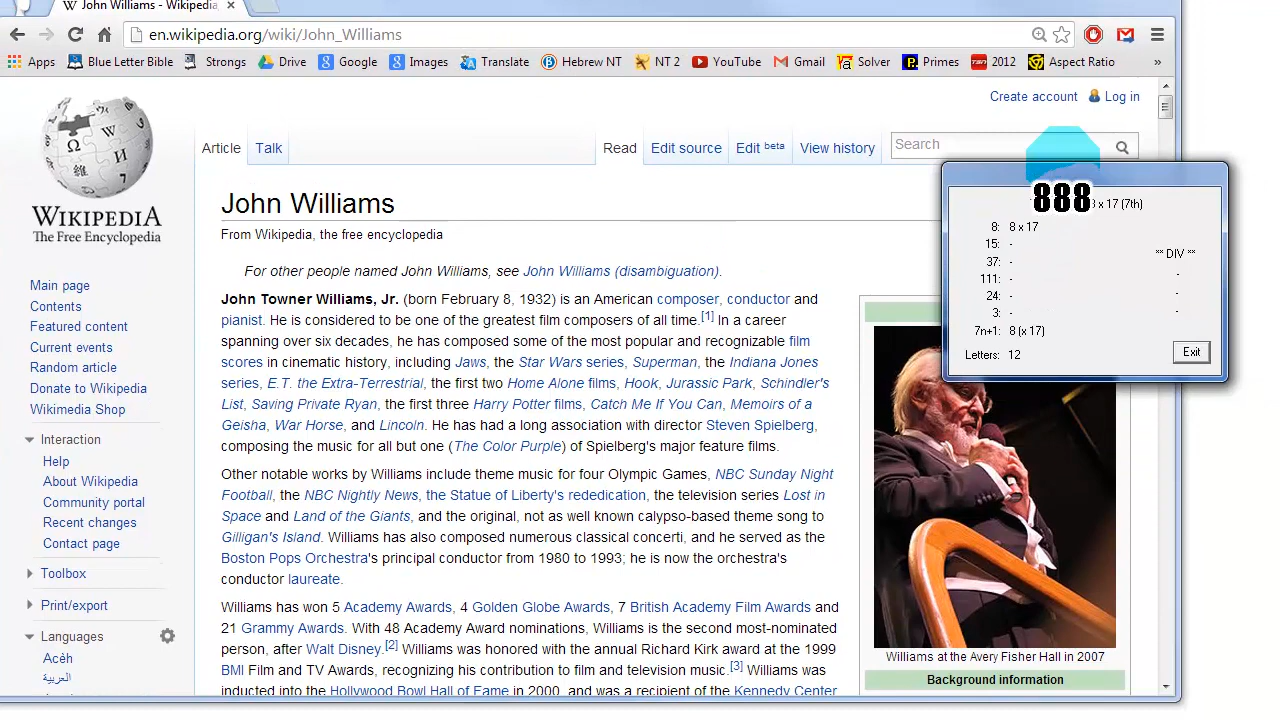 John Williams - Wikipedia,
en.wikipedia.org/wiki/John_Williams
Apps Blue Letter Bible Strongs Drive Google Images Translate Hebrew NT NT 2 YouTube Gmail Solver Primes 2012 Aspect Ratio »
Create account Log in
Article Talk Read Edit source Edit beta View history Search
WIKIPEDIA
The Free Encyclopedia
Main page
Contents
Featured content
Current events
Random article
Donate to Wikipedia
Wikimedia Shop
Interaction
Help
About Wikipedia
Community portal
Recent changes
Contact page
Toolbox
Print/export
Languages
Acèh
العربية
John Williams
From Wikipedia, the free encyclopedia
For other people named John Williams, see John Williams (disambiguation).
John Towner Williams, Jr. (born February 8, 1932) is an American composer, conductor and
pianist. He is considered to be one of the greatest film composers of all time.[1] In a career
spanning over six decades, he has composed some of the most popular and recognizable film
scores in cinematic history, including Jaws, the Star Wars series, Superman, the Indiana Jones
series, E.T. the Extra-Terrestrial, the first two Home Alone films, Hook, Jurassic Park, Schindler's
List, Saving Private Ryan, the first three Harry Potter films, Catch Me If You Can, Memoirs of a
Geisha, War Horse, and Lincoln. He has had a long association with director Steven Spielberg,
composing the music for all but one (The Color Purple) of Spielberg's major feature films.
Other notable works by Williams include theme music for four Olympic Games, NBC Sunday Night
Football, the NBC Nightly News, the Statue of Liberty's rededication, the television series Lost in
Space and Land of the Giants, and the original, not as well known calypso-based theme song to
Gilligan's Island. Williams has also composed numerous classical concerti, and he served as the
Boston Pops Orchestra's principal conductor from 1980 to 1993; he is now the orchestra's
conductor laureate.
Williams has won 5 Academy Awards, 4 Golden Globe Awards, 7 British Academy Film Awards and
21 Grammy Awards. With 48 Academy Award nominations, Williams is the second most-nominated
person, after Walt Disney.[2] Williams was honored with the annual Richard Kirk award at the 1999
BMI Film and TV Awards, recognizing his contribution to film and television music.[3] Williams was
inducted into the Hollywood Bowl Hall of Fame in 2000, and was a recipient of the Kennedy Center
888 x 17 (7th)
8: 8 x 17
15: -
** DIV **
37: -
111: -
24: -
3: -
7n+1: 8 (x 17)
Letters: 12
Exit
Williams at the Avery Fisher Hall in 2007
Background information